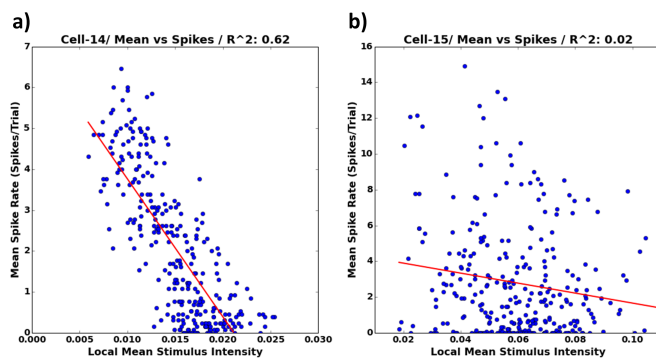 a)
Cell-14/ Mean vs Spikes / R^2: 0.62
Mean Spike Rate (Spikes/Trial)
7
6
5
4
3
2
1
0
0.000 0.005 0.010 0.015 0.020 0.025 0.030
Local Mean Stimulus Intensity
b)
Cell-15/ Mean vs Spikes / R^2: 0.02
Mean Spike Rate (Spikes/Trial)
16
14
12
10
8
6
4
2
0
0.02 0.04 0.06 0.08 0.10
Local Mean Stimulus Intensity